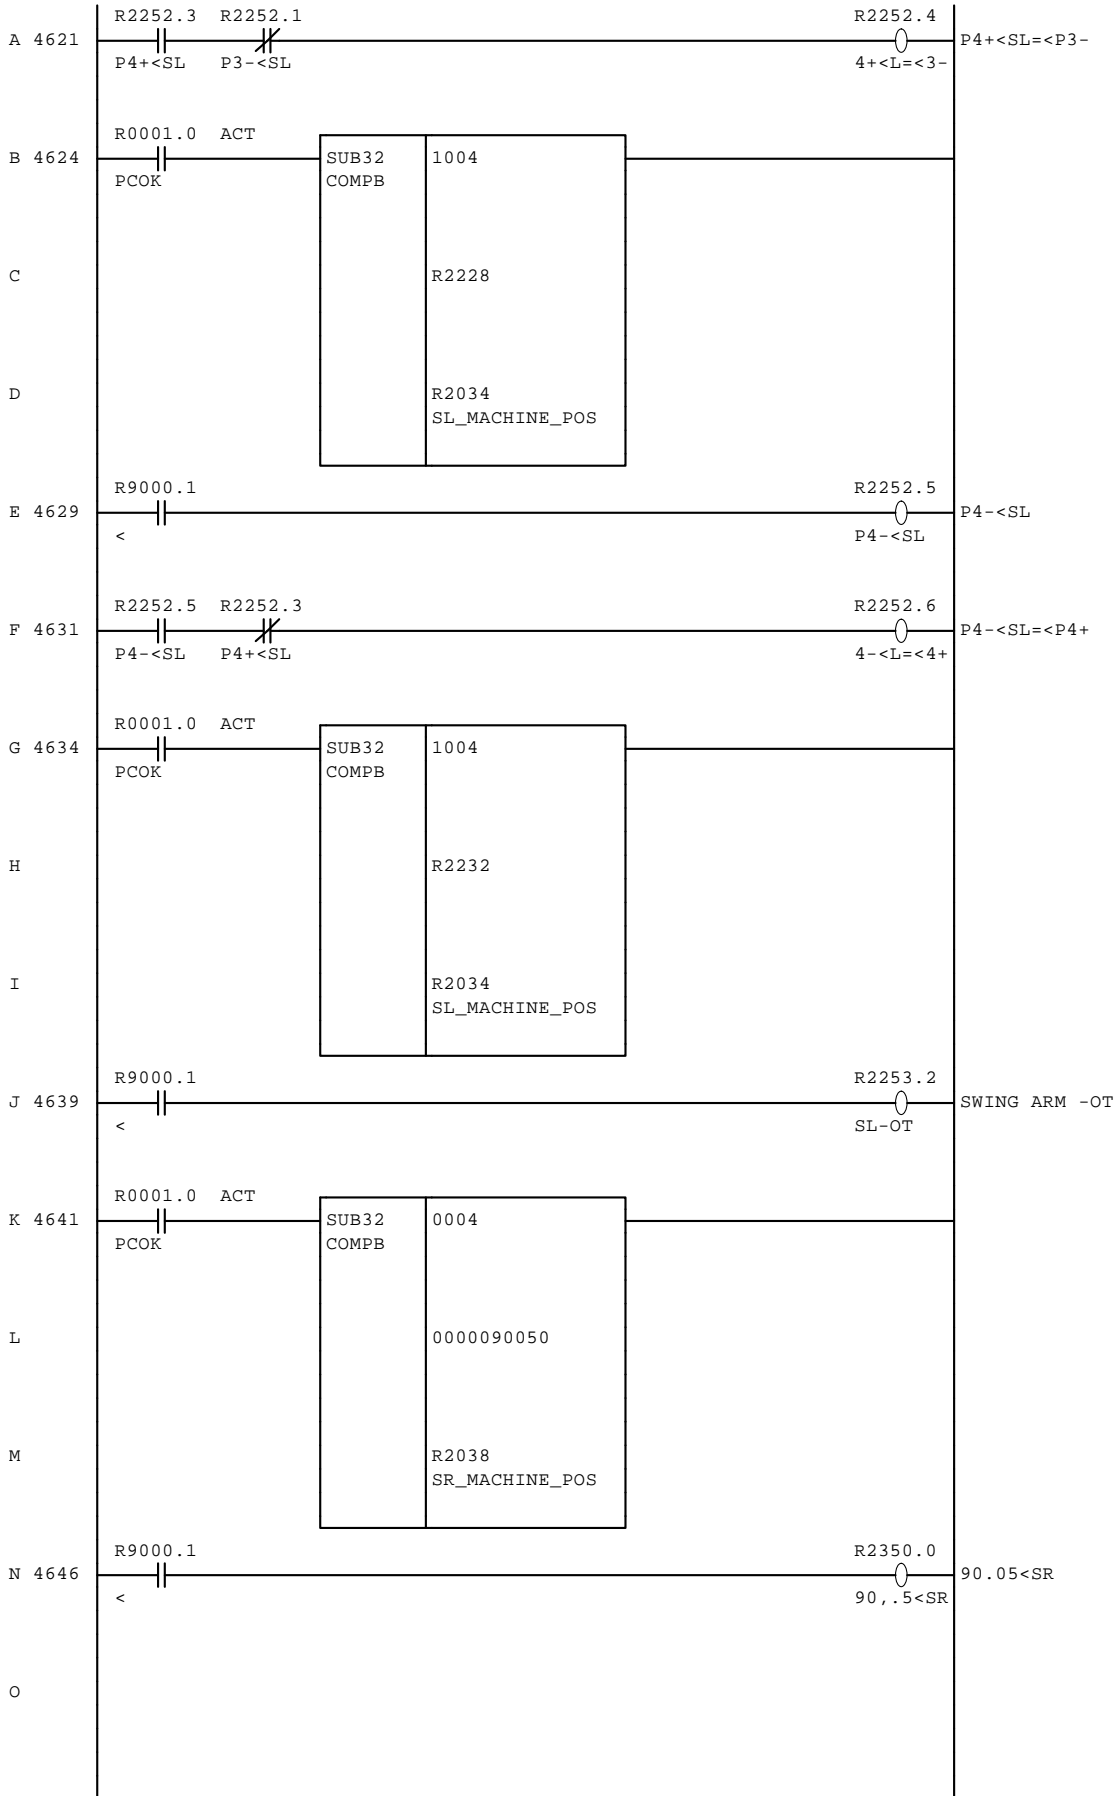 R2252.3 R2252.1 R2252.4
A 4621 P4+<SL=<P3-
P4+<SL P3-<SL 4+<L=<3-
R0001.0 ACT
B 4624 SUB32 1004
PCOK COMPB
C R2228
D R2034
SL_MACHINE_POS
R9000.1 R2252.5
E 4629 P4-<SL
< P4-<SL
R2252.5 R2252.3 R2252.6
F 4631 P4-<SL=<P4+
P4-<SL P4+<SL 4-<L=<4+
R0001.0 ACT
G 4634 SUB32 1004
PCOK COMPB
H R2232
I R2034
SL_MACHINE_POS
R9000.1 R2253.2
J 4639 SWING ARM -OT
< SL-OT
R0001.0 ACT
K 4641 SUB32 0004
PCOK COMPB
L 0000090050
M R2038
SR_MACHINE_POS
R9000.1 R2350.0
N 4646 90.05<SR
< 90,.5<SR
O